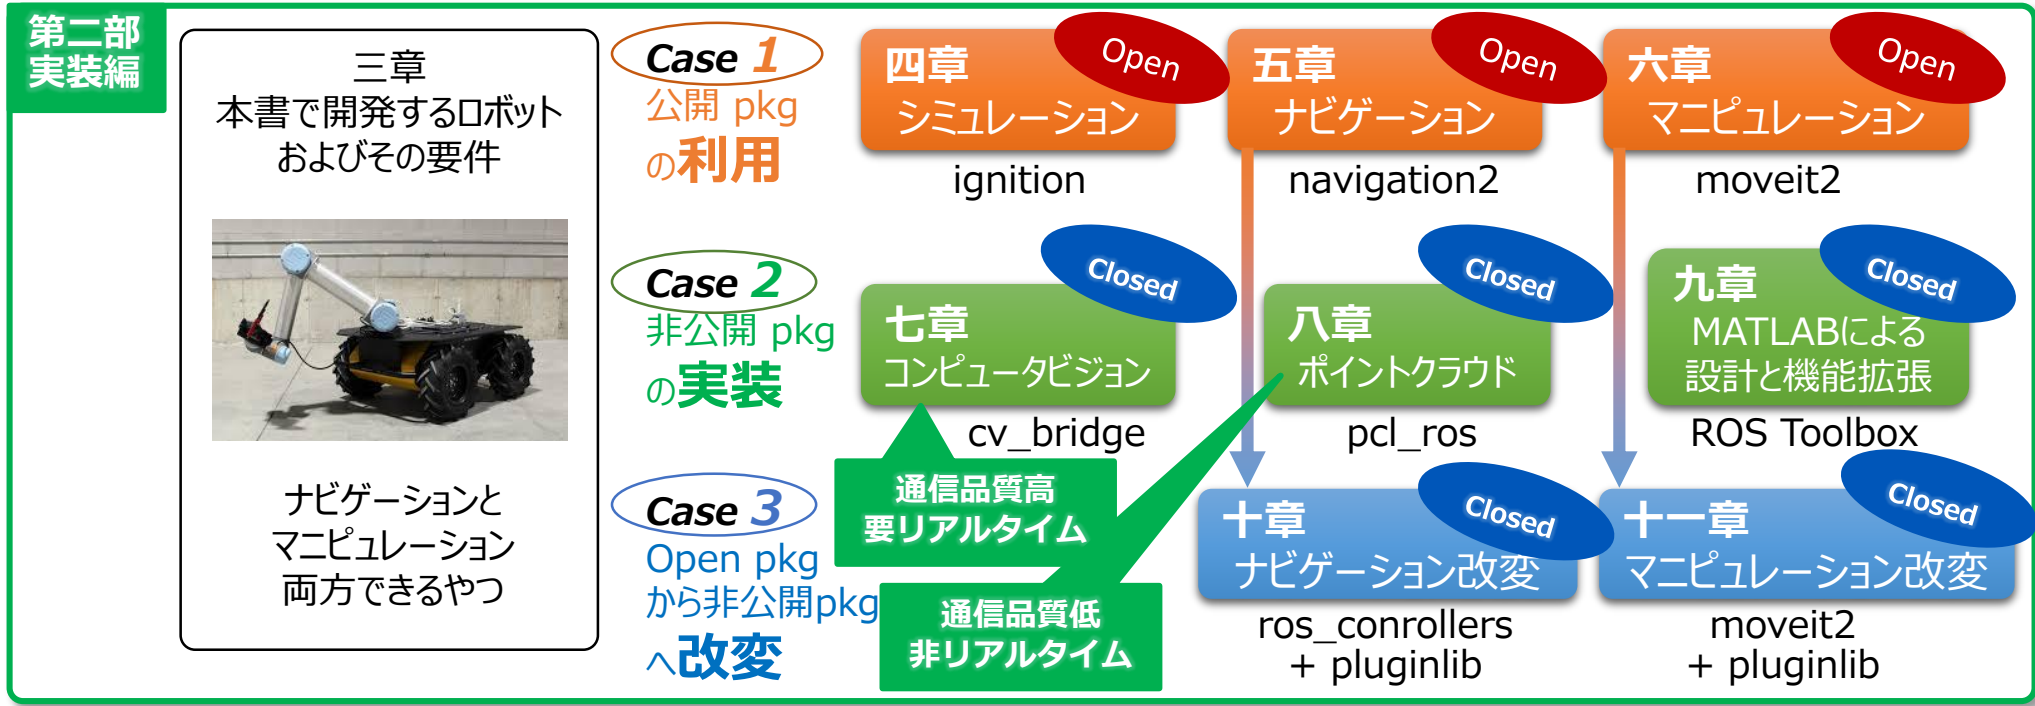 第二部
実装編
三章
本書で開発するロボット
およびその要件
ナビゲーションと
マニピュレーション
両方できるやつ
Case 1
公開 pkg
の利用
四章
シミュレーション
Open
ignition
五章
ナビゲーション
Open
navigation2
六章
マニピュレーション
Open
moveit2
Case 2
非公開 pkg
の実装
七章
コンピュータビジョン
Closed
cv_bridge
通信品質高
要リアルタイム
八章
ポイントクラウド
Closed
pcl_ros
通信品質低
非リアルタイム
九章
MATLABによる
設計と機能拡張
Closed
ROS Toolbox
Case 3
Open pkg
から非公開pkg
へ改変
十章
ナビゲーション改変
Closed
ros_conrollers
+ pluginlib
十一章
マニピュレーション改変
Closed
moveit2
+ pluginlib